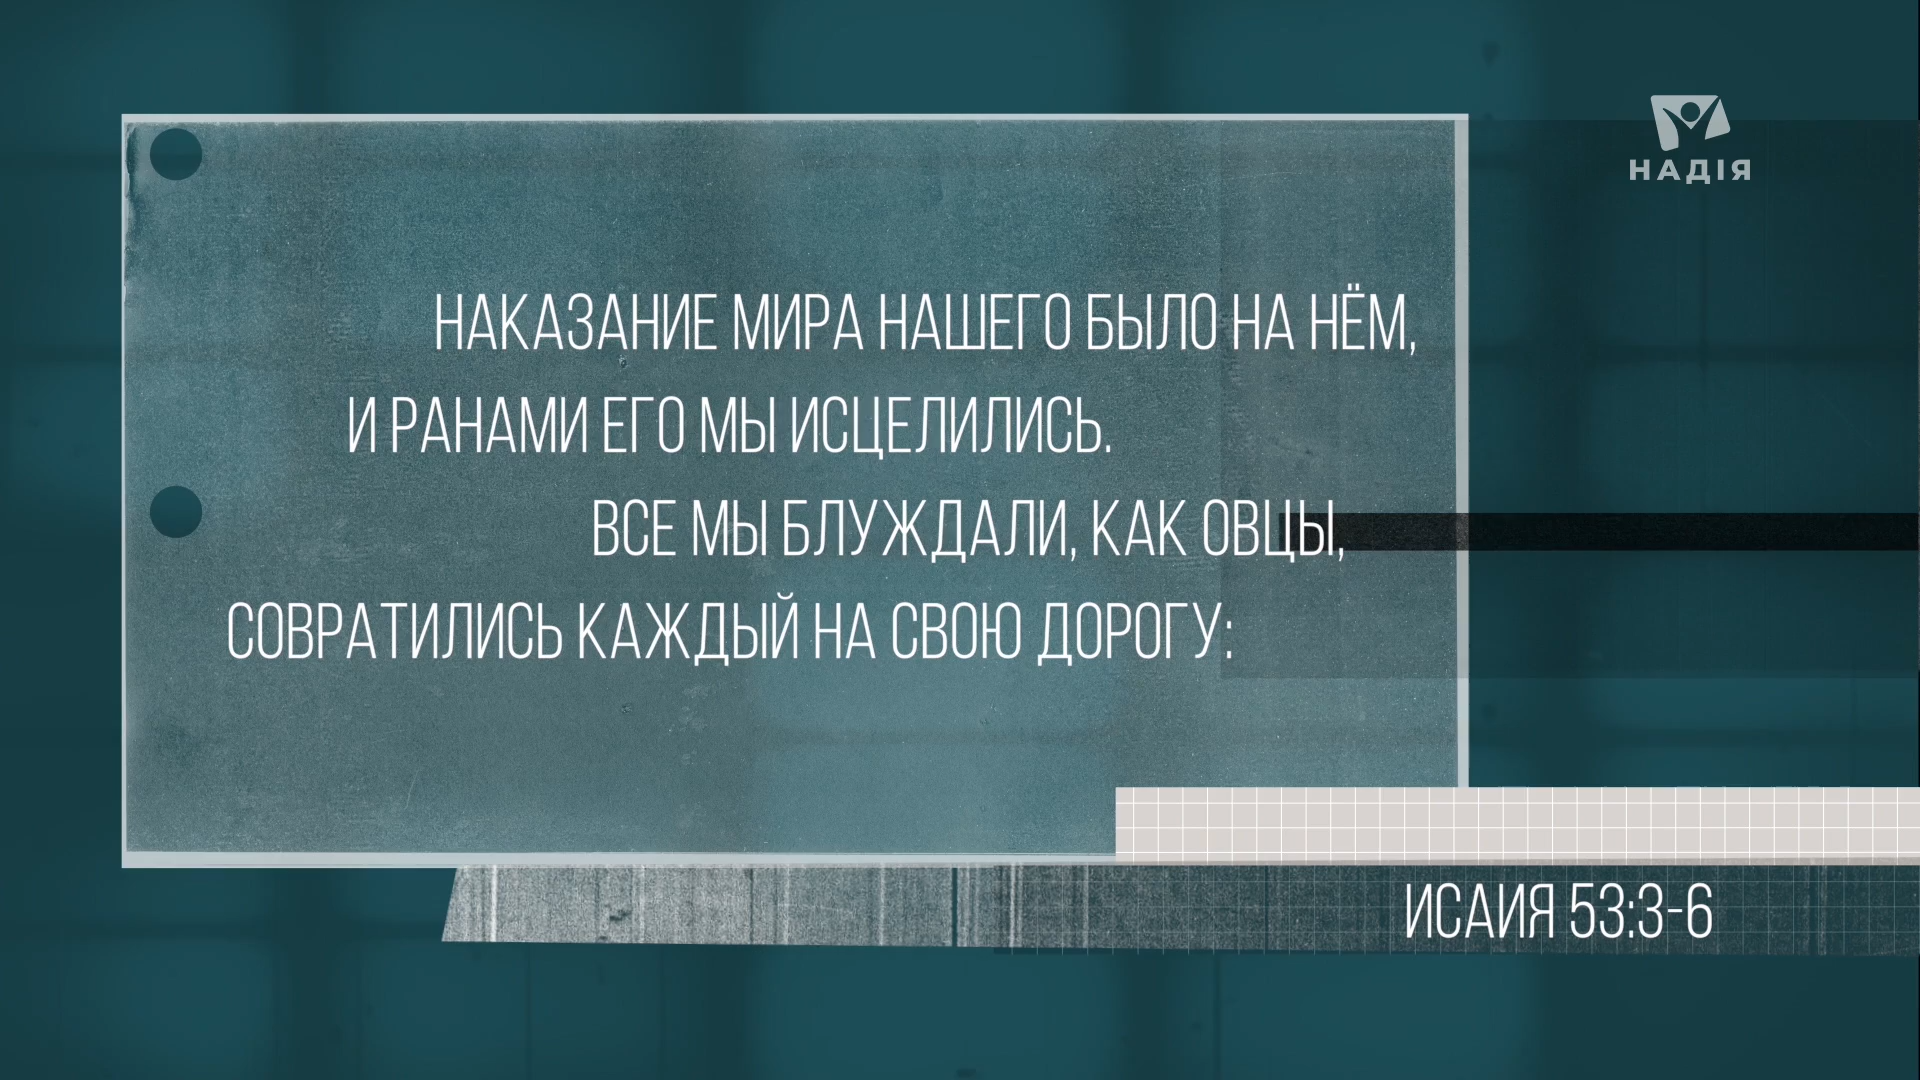 НАДІЯ
НАКАЗАНИЕ МИРА НАШЕГО БЫЛО НА НЁМ,
И РАНАМИ ЕГО МЫ ИСЦЕЛИЛИСЬ.
ВСЕ МЫ БЛУЖДАЛИ, КАК ОВЦЫ,
СОВРАТИЛИСЬ КАЖДЫЙ НА СВОЮ ДОРОГУ:
ИСАИЯ 53:3-6